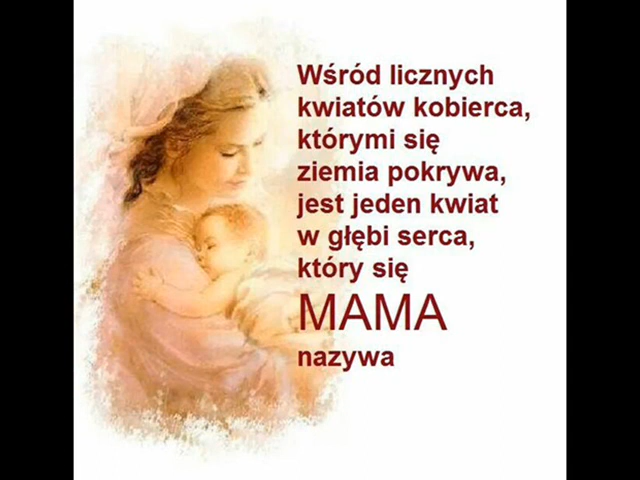 Wśród licznych
kwiatów kobierca,
którymi się
ziemia pokrywa,
jest jeden kwiat
w głębi serca,
który się
MAMA
nazywa